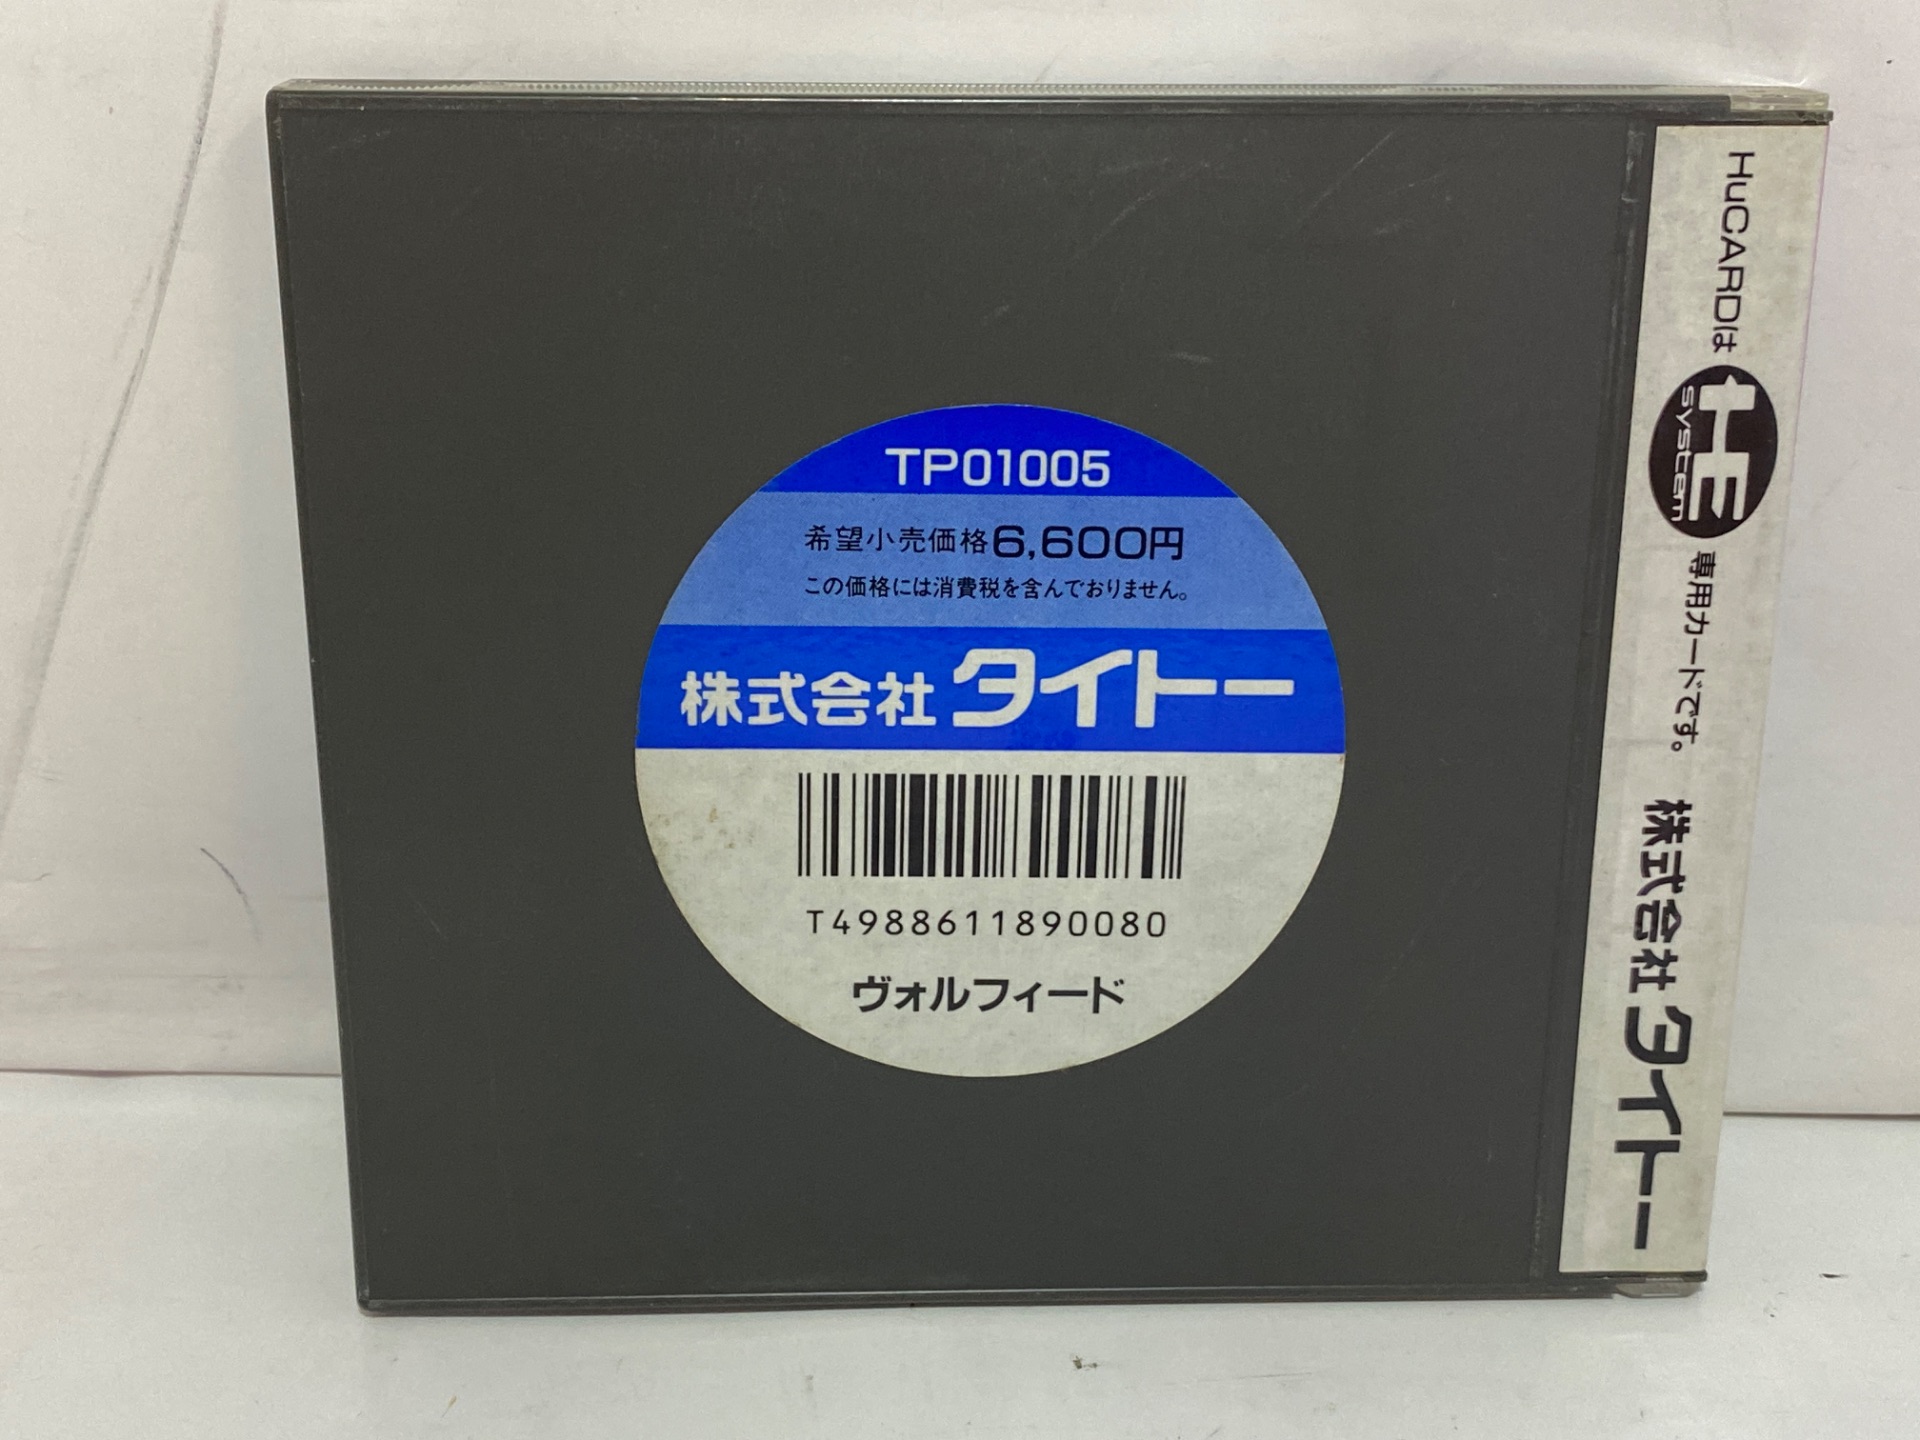 TP01005
希望小売価格6,600円
この価格には消費税を含んでおりません。
株式会社タイトー
T4988611890080
ヴォルフィード
HuCARDは HE system 専用カードです。 株式会社タイトー